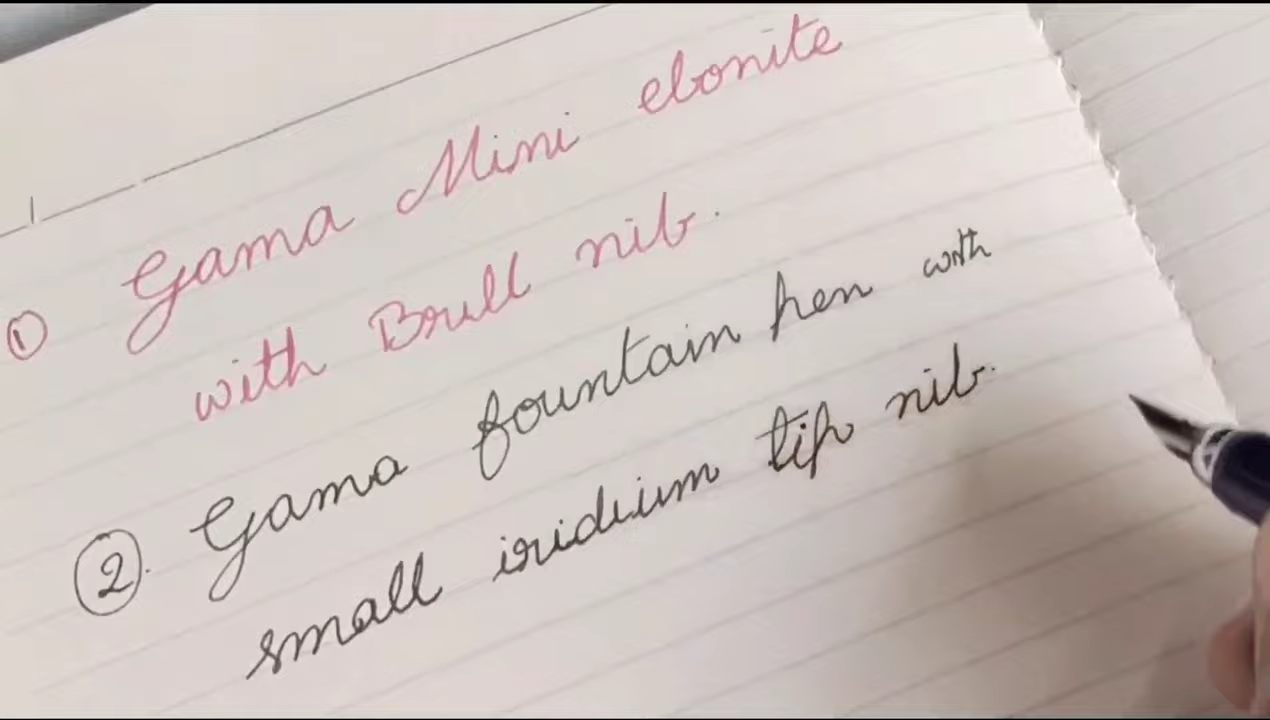 ① Gama Mini ebonite
with Brull nib.
② Gama fountain pen with
small iridium tip nib.